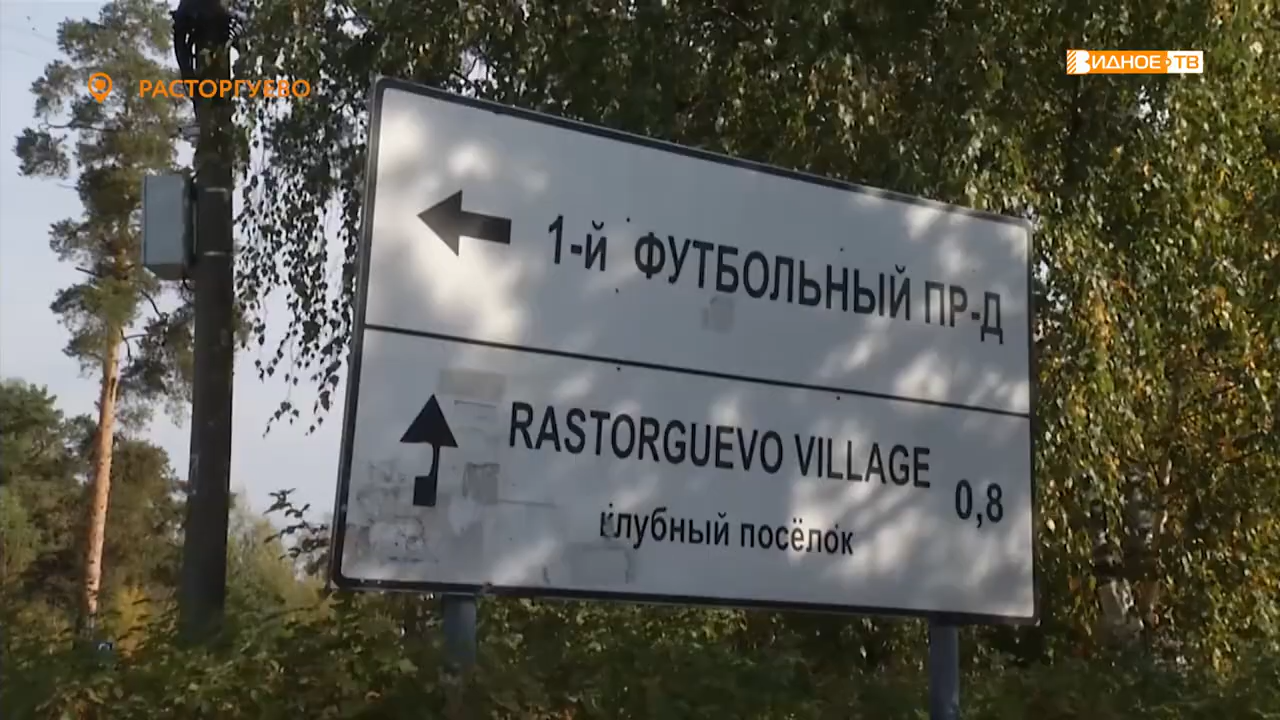 РАСТОРГУЕВО
ВИДНОЕ ТВ
1-й ФУТБОЛЬНЫЙ ПР-Д
RASTORGUEVO VILLAGE 0,8
клубный посёлок